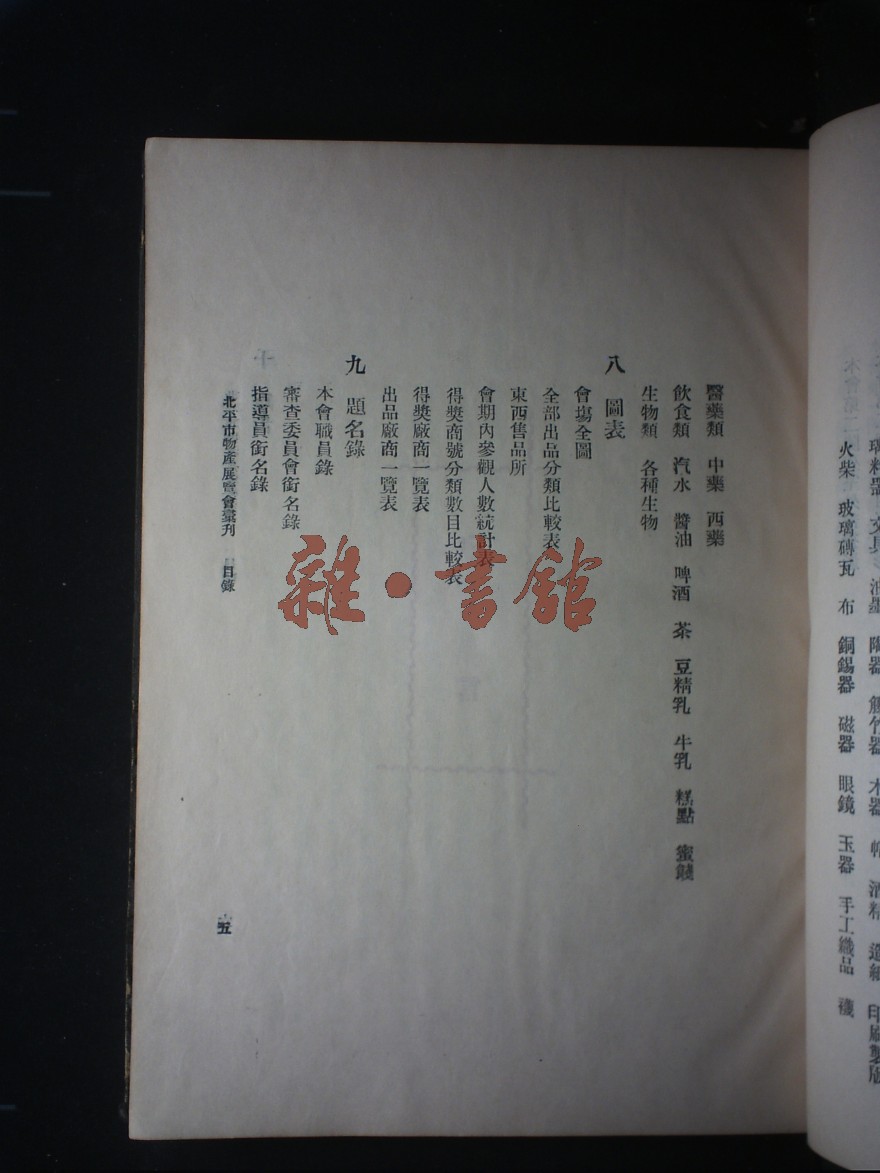 火柴 玻璃磚瓦 布 銅錫器 磁器 眼鏡 玉器 手工織品 襪
醫藥類 中藥 西藥
飲食類 汽水 醬油 啤酒 茶 豆精乳 牛乳 糕點 蜜餞
生物類 各種生物
八 圖表
會塲全圖
全部出品分類比較表
東西售品所
會期內參觀人數統計表
得獎商號分類數目比較表
得獎廠商一覽表
出品廠商一覽表
九 題名錄
本會職員錄
審查委員會銜名錄
指導員銜名錄
北平市物產展覽會彙刊 目錄
五
雜·書館